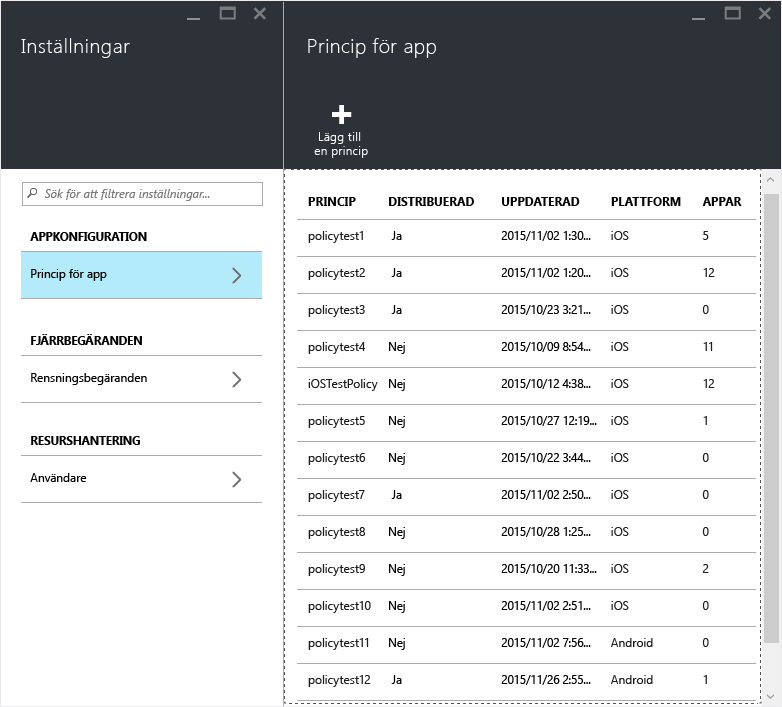 Inställningar
Sök för att filtrera inställningar...
APPKONFIGURATION
Princip för app
FJÄRRBEGÄRANDEN
Rensningsbegäranden
RESURSHANTERING
Användare
Princip för app
Lägg till
en princip
PRINCIP DISTRIBUERAD UPPDATERAD PLATTFORM APPAR
policytest1 Ja 2015/11/02 1:30... iOS 5
policytest2 Ja 2015/11/02 1:20... iOS 12
policytest3 Ja 2015/10/23 3:21... iOS 0
policytest4 Nej 2015/10/09 8:54... iOS 11
iOSTestPolicy Nej 2015/10/12 4:38... iOS 12
policytest5 Nej 2015/10/27 12:19... iOS 1
policytest6 Nej 2015/10/22 3:44... iOS 0
policytest7 Ja 2015/11/02 2:50... iOS 0
policytest8 Nej 2015/10/28 1:25... iOS 0
policytest9 Nej 2015/10/20 11:33... iOS 2
policytest10 Nej 2015/11/02 2:51... iOS 0
policytest11 Nej 2015/11/02 7:56... Android 0
policytest12 Ja 2015/11/26 2:55... Android 1